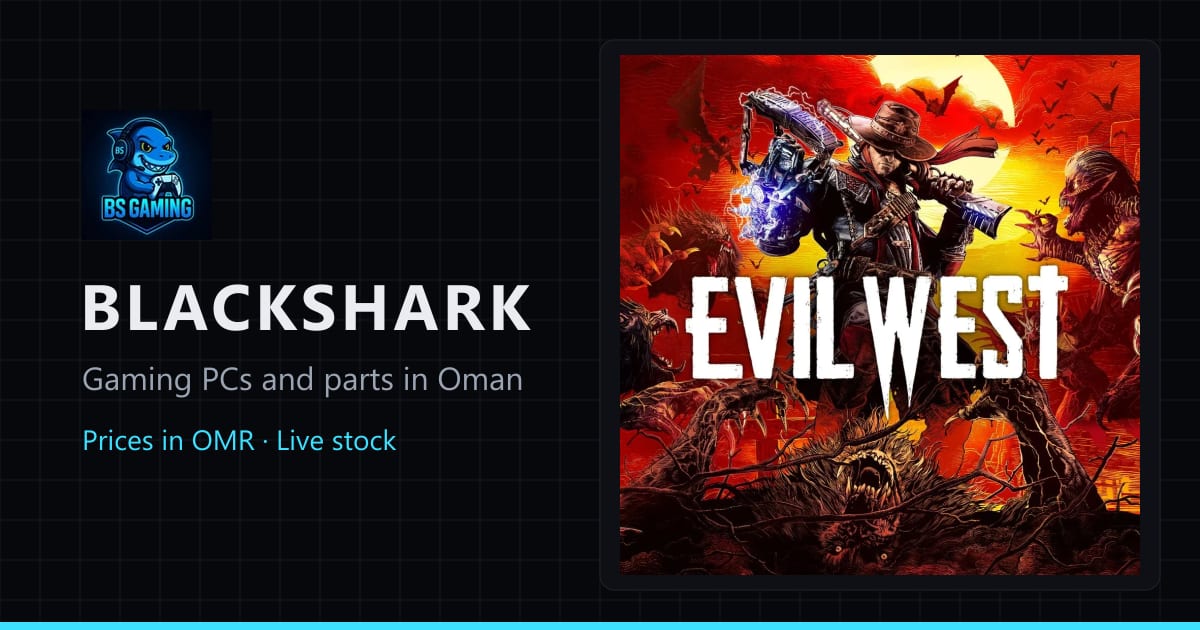 BS
BS GAMING
BLACKSHARK
Gaming PCs and parts in Oman
Prices in OMR · Live stock
EVIL WEST